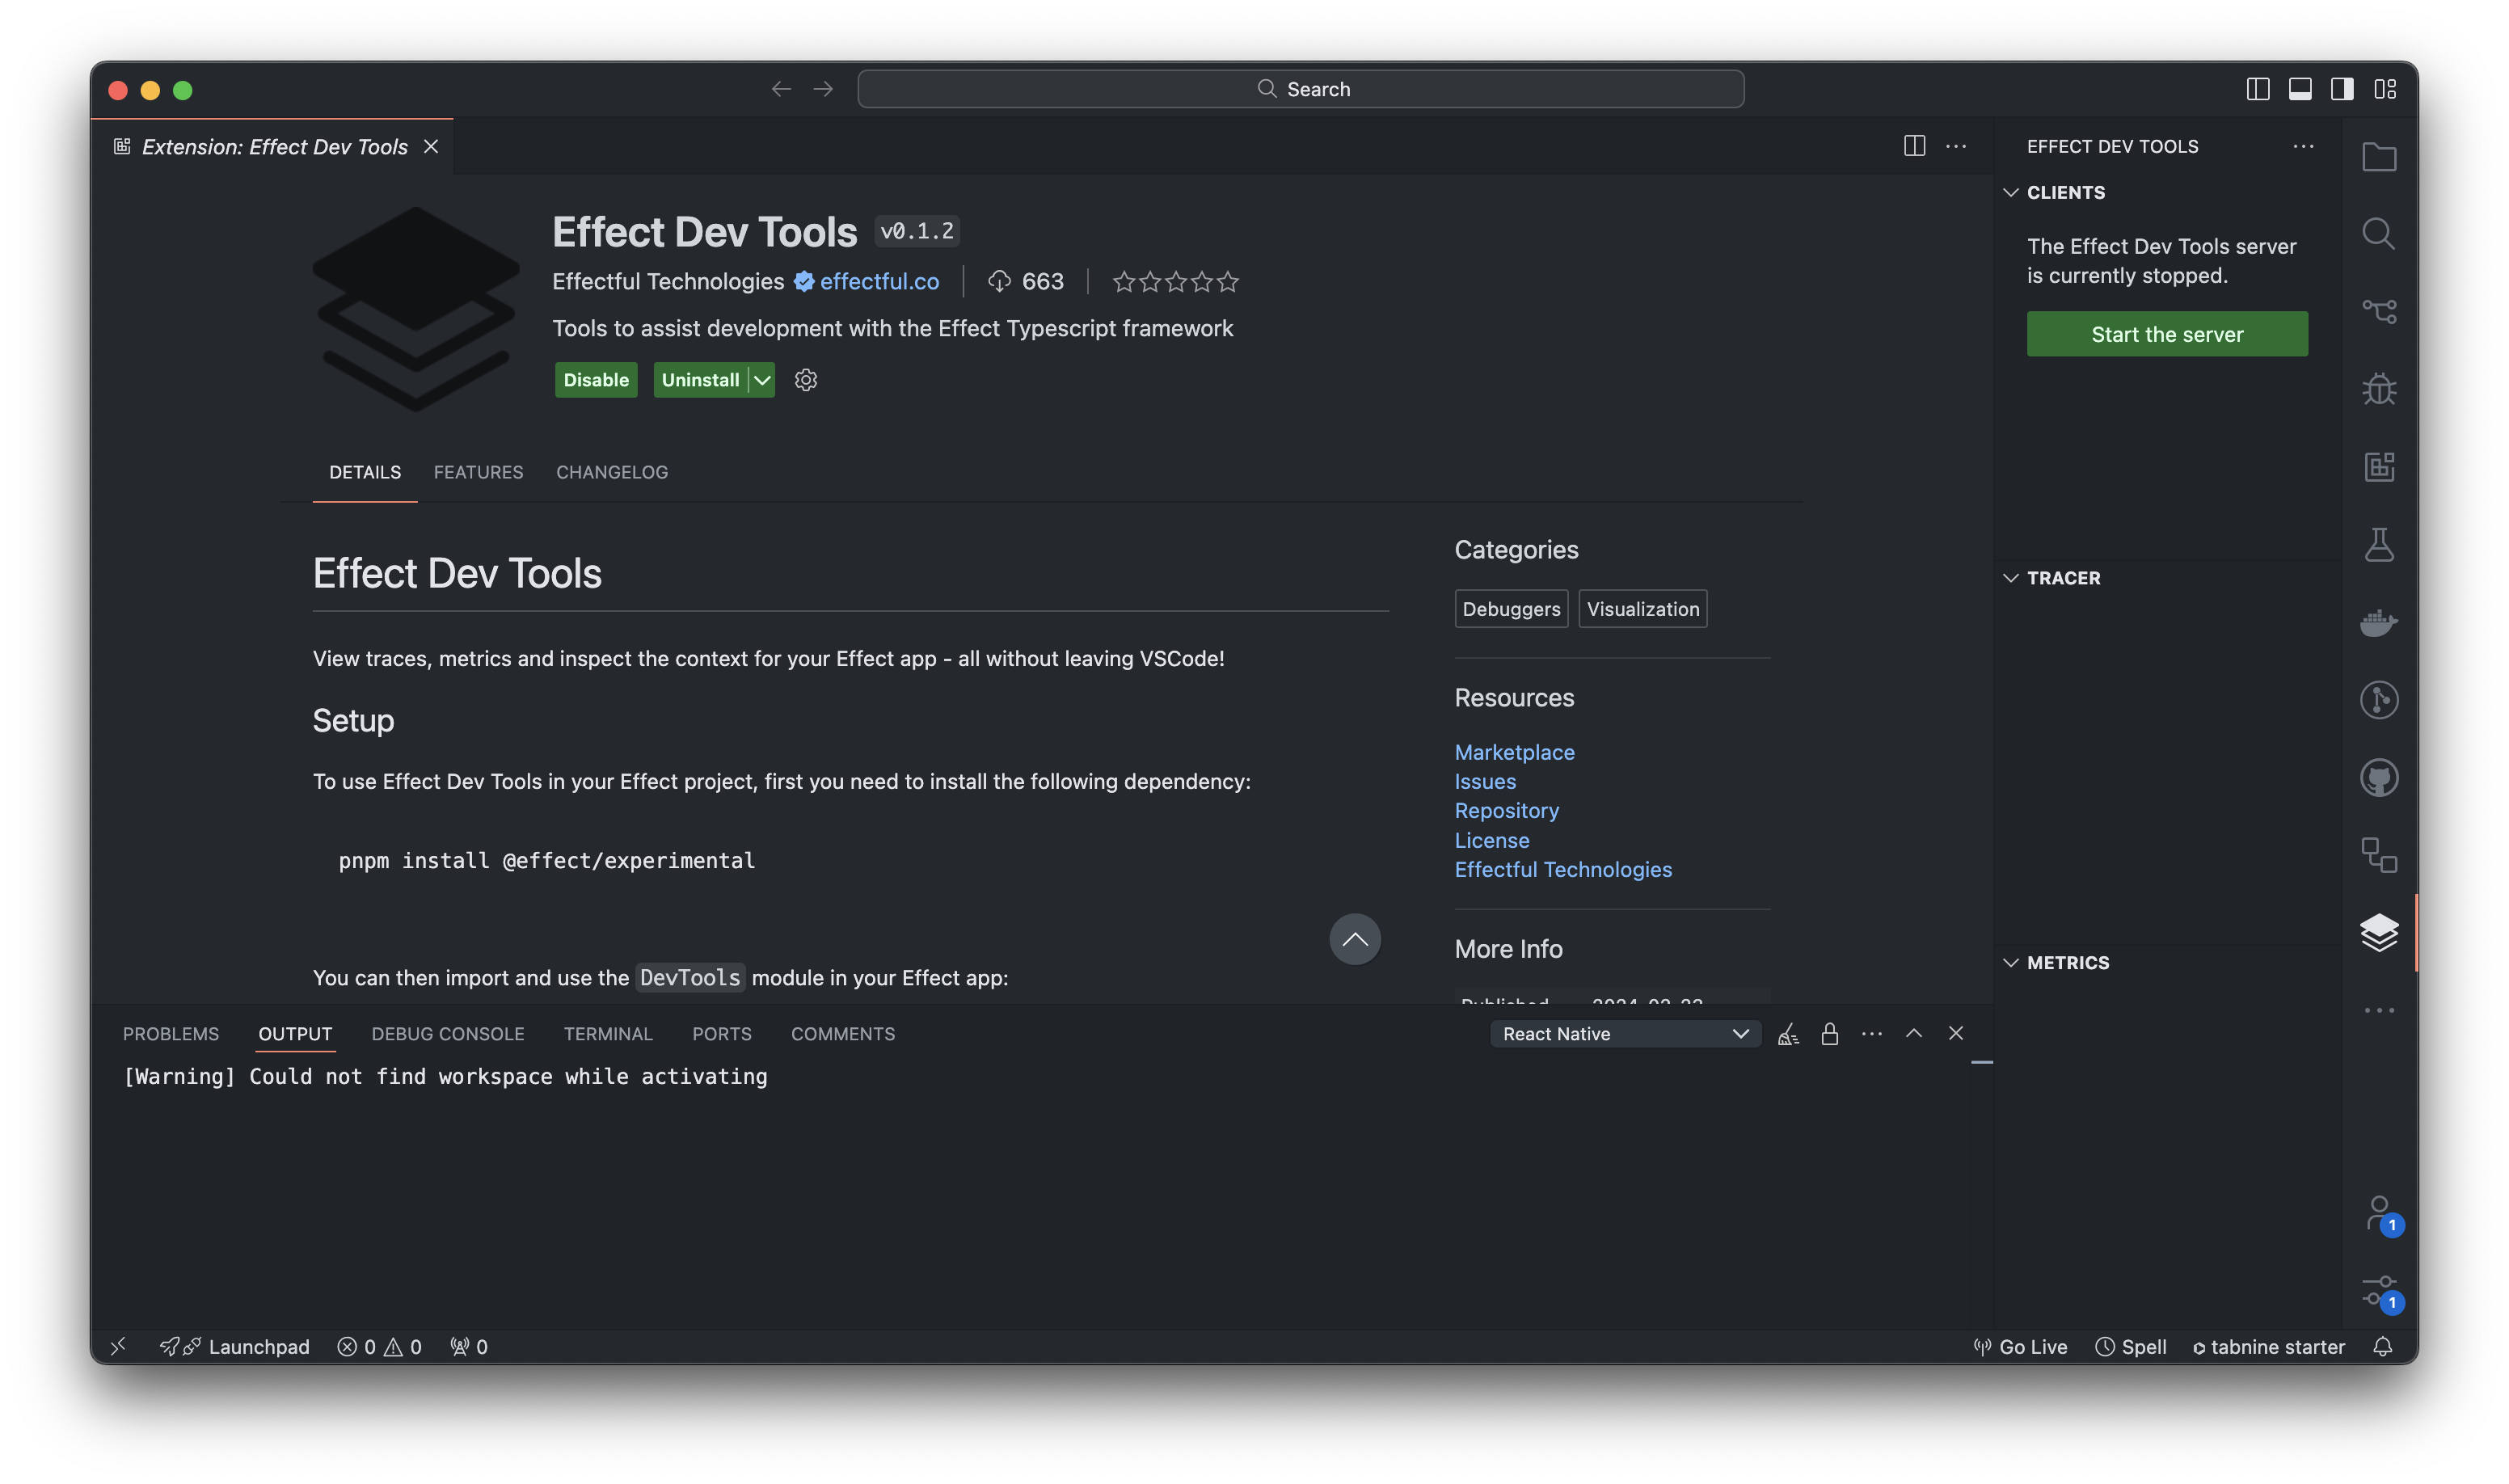 Search
Extension: Effect Dev Tools
Effect Dev Tools v0.1.2
Effectful Technologies effectful.co 663
Tools to assist development with the Effect Typescript framework
Disable Uninstall
DETAILS FEATURES CHANGELOG
Effect Dev Tools
View traces, metrics and inspect the context for your Effect app - all without leaving VSCode!
Setup
To use Effect Dev Tools in your Effect project, first you need to install the following dependency:
pnpm install @effect/experimental
You can then import and use the DevTools module in your Effect app:
Categories
Debuggers Visualization
Resources
Marketplace
Issues
Repository
License
Effectful Technologies
More Info
Published
EFFECT DEV TOOLS
CLIENTS
The Effect Dev Tools server
is currently stopped.
Start the server
TRACER
METRICS
PROBLEMS OUTPUT DEBUG CONSOLE TERMINAL PORTS COMMENTS
React Native
[Warning] Could not find workspace while activating
1
1
Launchpad 0 0 0
Go Live Spell tabnine starter